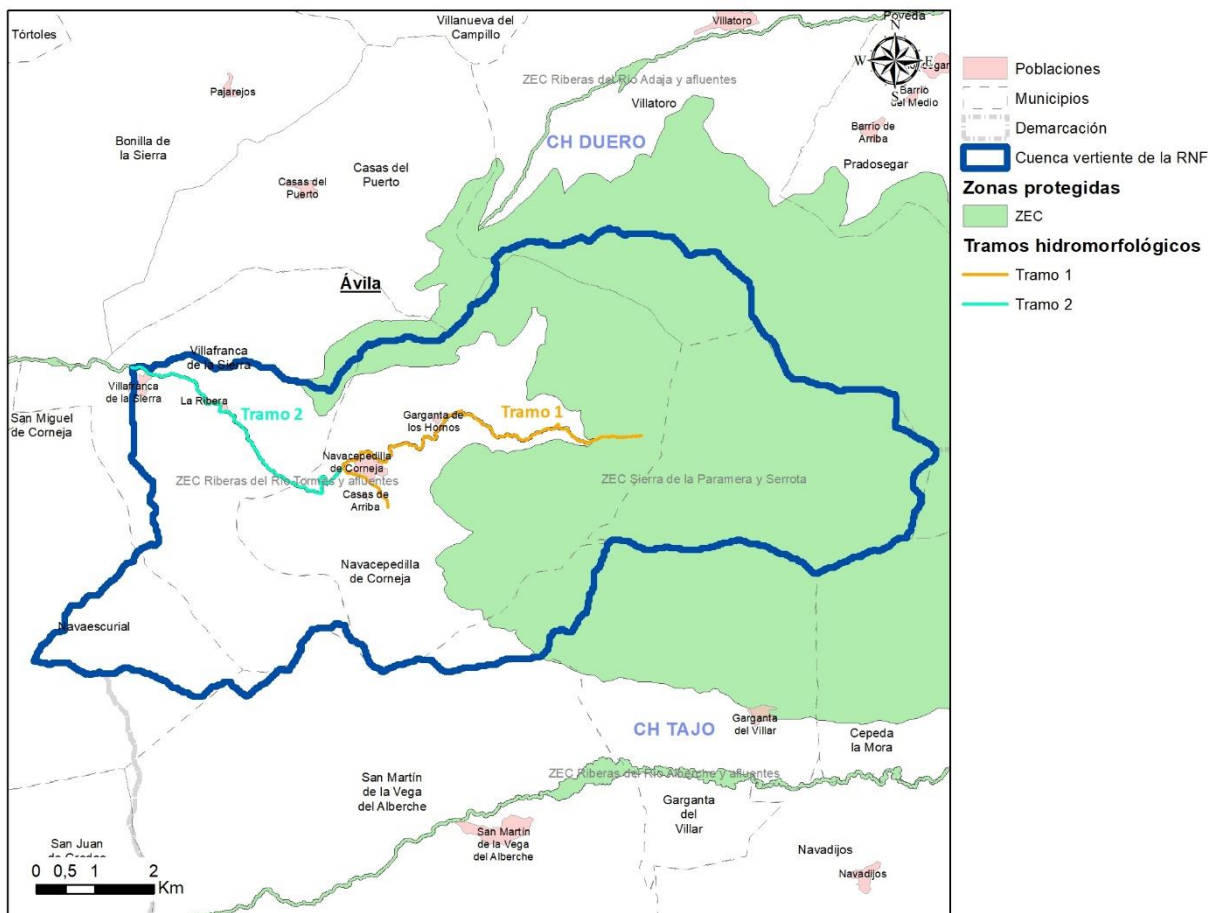 Tórtoles
Villanueva del
Campillo
Villatoro
Poveda
N
W
E
S
Pajarejos
ZEC Riberas del Río Adaja y afluentes
Villatoro
Barrio
del Medio
Bonilla de
la Sierra
CH DUERO
Barrio de
Arriba
Pradosegar
Casas del
Puerto
Casas del
Puerto
Ávila
Villafranca
de la Sierra
Villafranca
de la Sierra
La Ribera
Tramo 2
Garganta de
los Hornos
Tramo 1
San Miguel
de Corneja
Navacepedilla
de Corneja
ZEC Riberas del Río Tormes y afluentes
ZEC Sierra de la Paramera y Serrota
Casas de
Arriba
Navacepedilla
de Corneja
Navaescurial
CH TAJO
Garganta
del Villar
Cepeda
la Mora
ZEC Riberas del Río Alberche y afluentes
San Martín
de la Vega
del Alberche
Garganta
del
Villar
San Martín
de la Vega
del Alberche
San Juan
Navadijos
Navadijos
0 0,5 1 2
Km
Poblaciones
Municipios
Demarcación
Cuenca vertiente de la RNF
Zonas protegidas
ZEC
Tramos hidromorfológicos
Tramo 1
Tramo 2